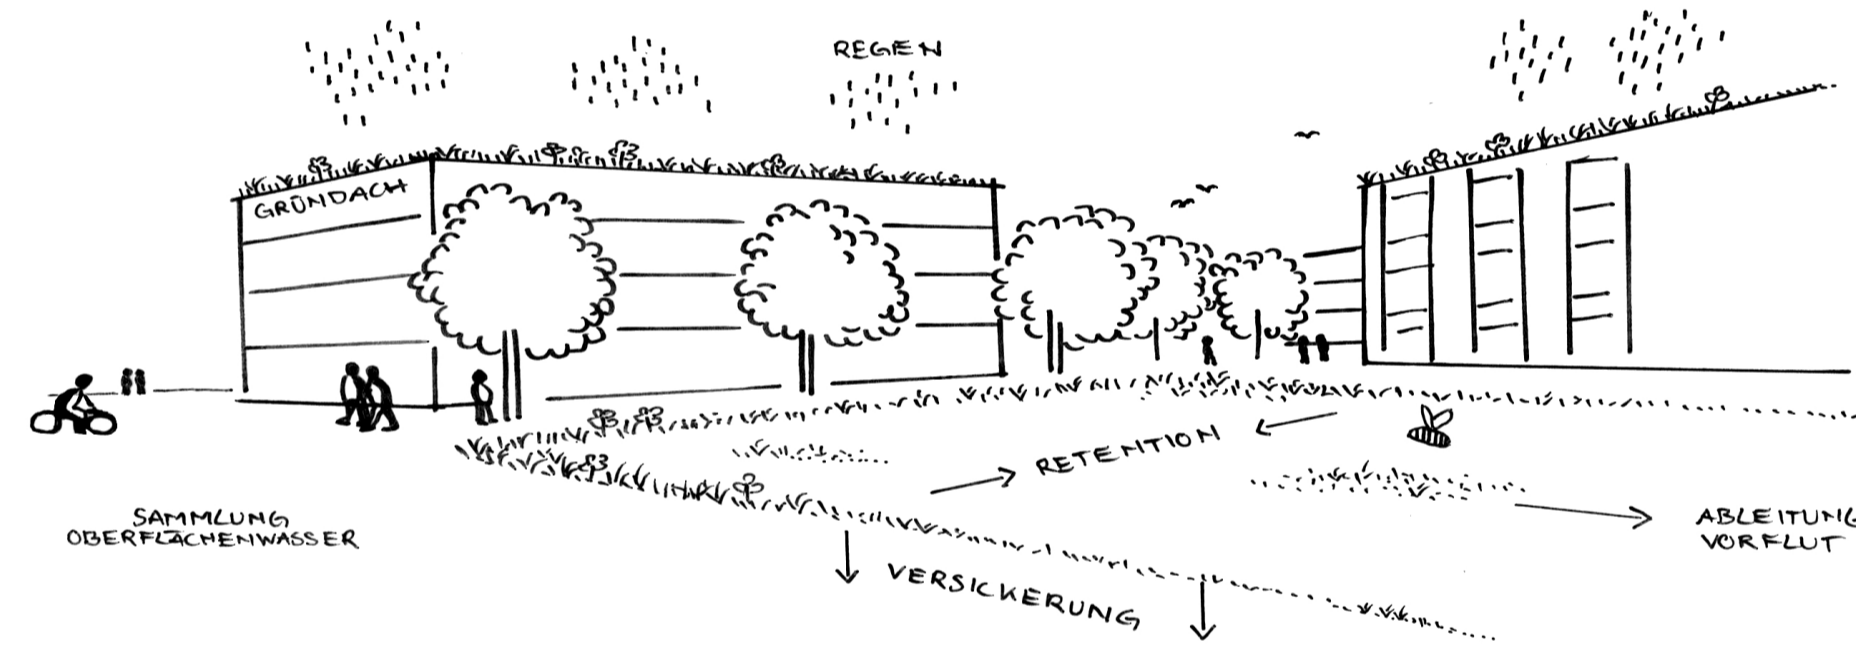 REGEN
GRÜNDACH
RETENTION
SAMMLUNG
OBERFLÄCHENWASSER
ABLEITUNG
VORFLUT
VERSICKERUNG